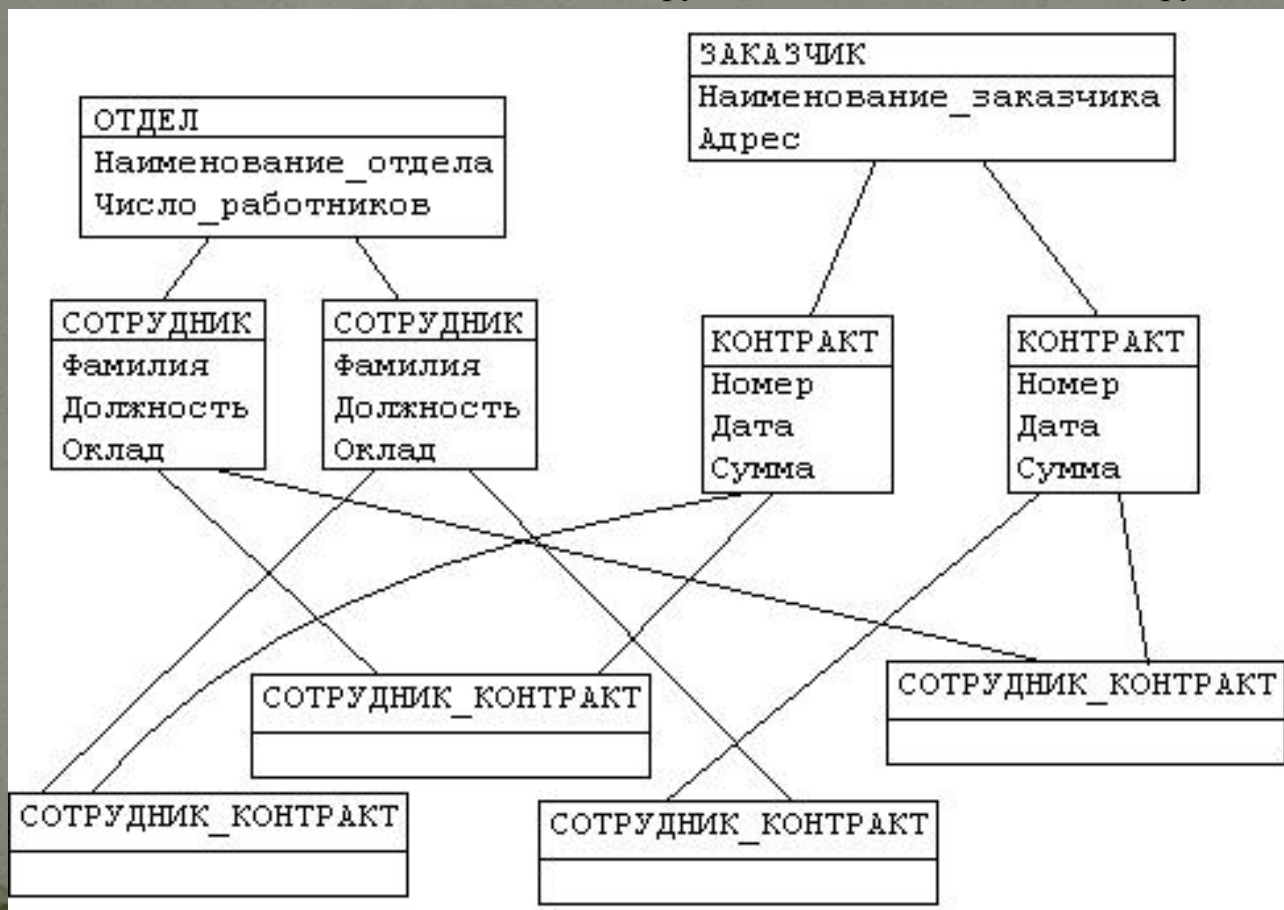 ОТДЕЛ
Наименование_отдела
Число_работников
ЗАКАЗЧИК
Наименование_заказчика
Адрес
СОТРУДНИК
Фамилия
Должность
Оклад
СОТРУДНИК
Фамилия
Должность
Оклад
КОНТРАКТ
Номер
Дата
Сумма
КОНТРАКТ
Номер
Дата
Сумма
СОТРУДНИК_КОНТРАКТ
СОТРУДНИК_КОНТРАКТ
СОТРУДНИК_КОНТРАКТ
СОТРУДНИК_КОНТРАКТ